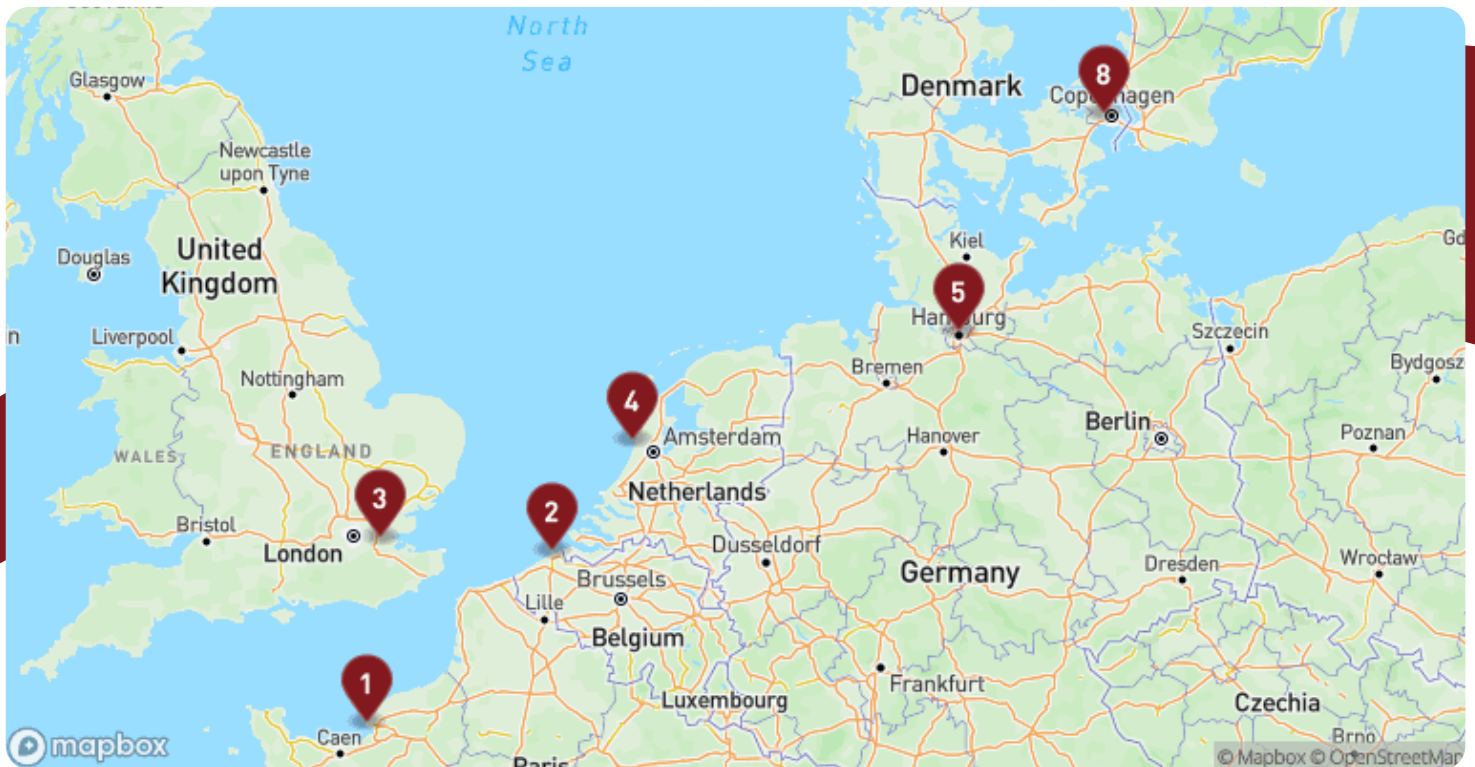 North
Sea
Glasgow
Denmark
8
Copenhagen
Newcastle
upon Tyne
United
Kingdom
Douglas
Kiel
Gd
5
Hamburg
n
Liverpool
Szczecin
Bremen
Bydgosz
Nottingham
4
WALES
ENGLAND
Amsterdam
Hanover
Berlin
Poznan
Netherlands
3
2
Bristol
London
Dusseldorf
Brussels
Germany
Dresden
Wrocław
Lille
Belgium
1
Luxembourg
Frankfurt
Czechia
Caen
Brno
mapbox
Paris
© Mapbox © OpenStreetMap